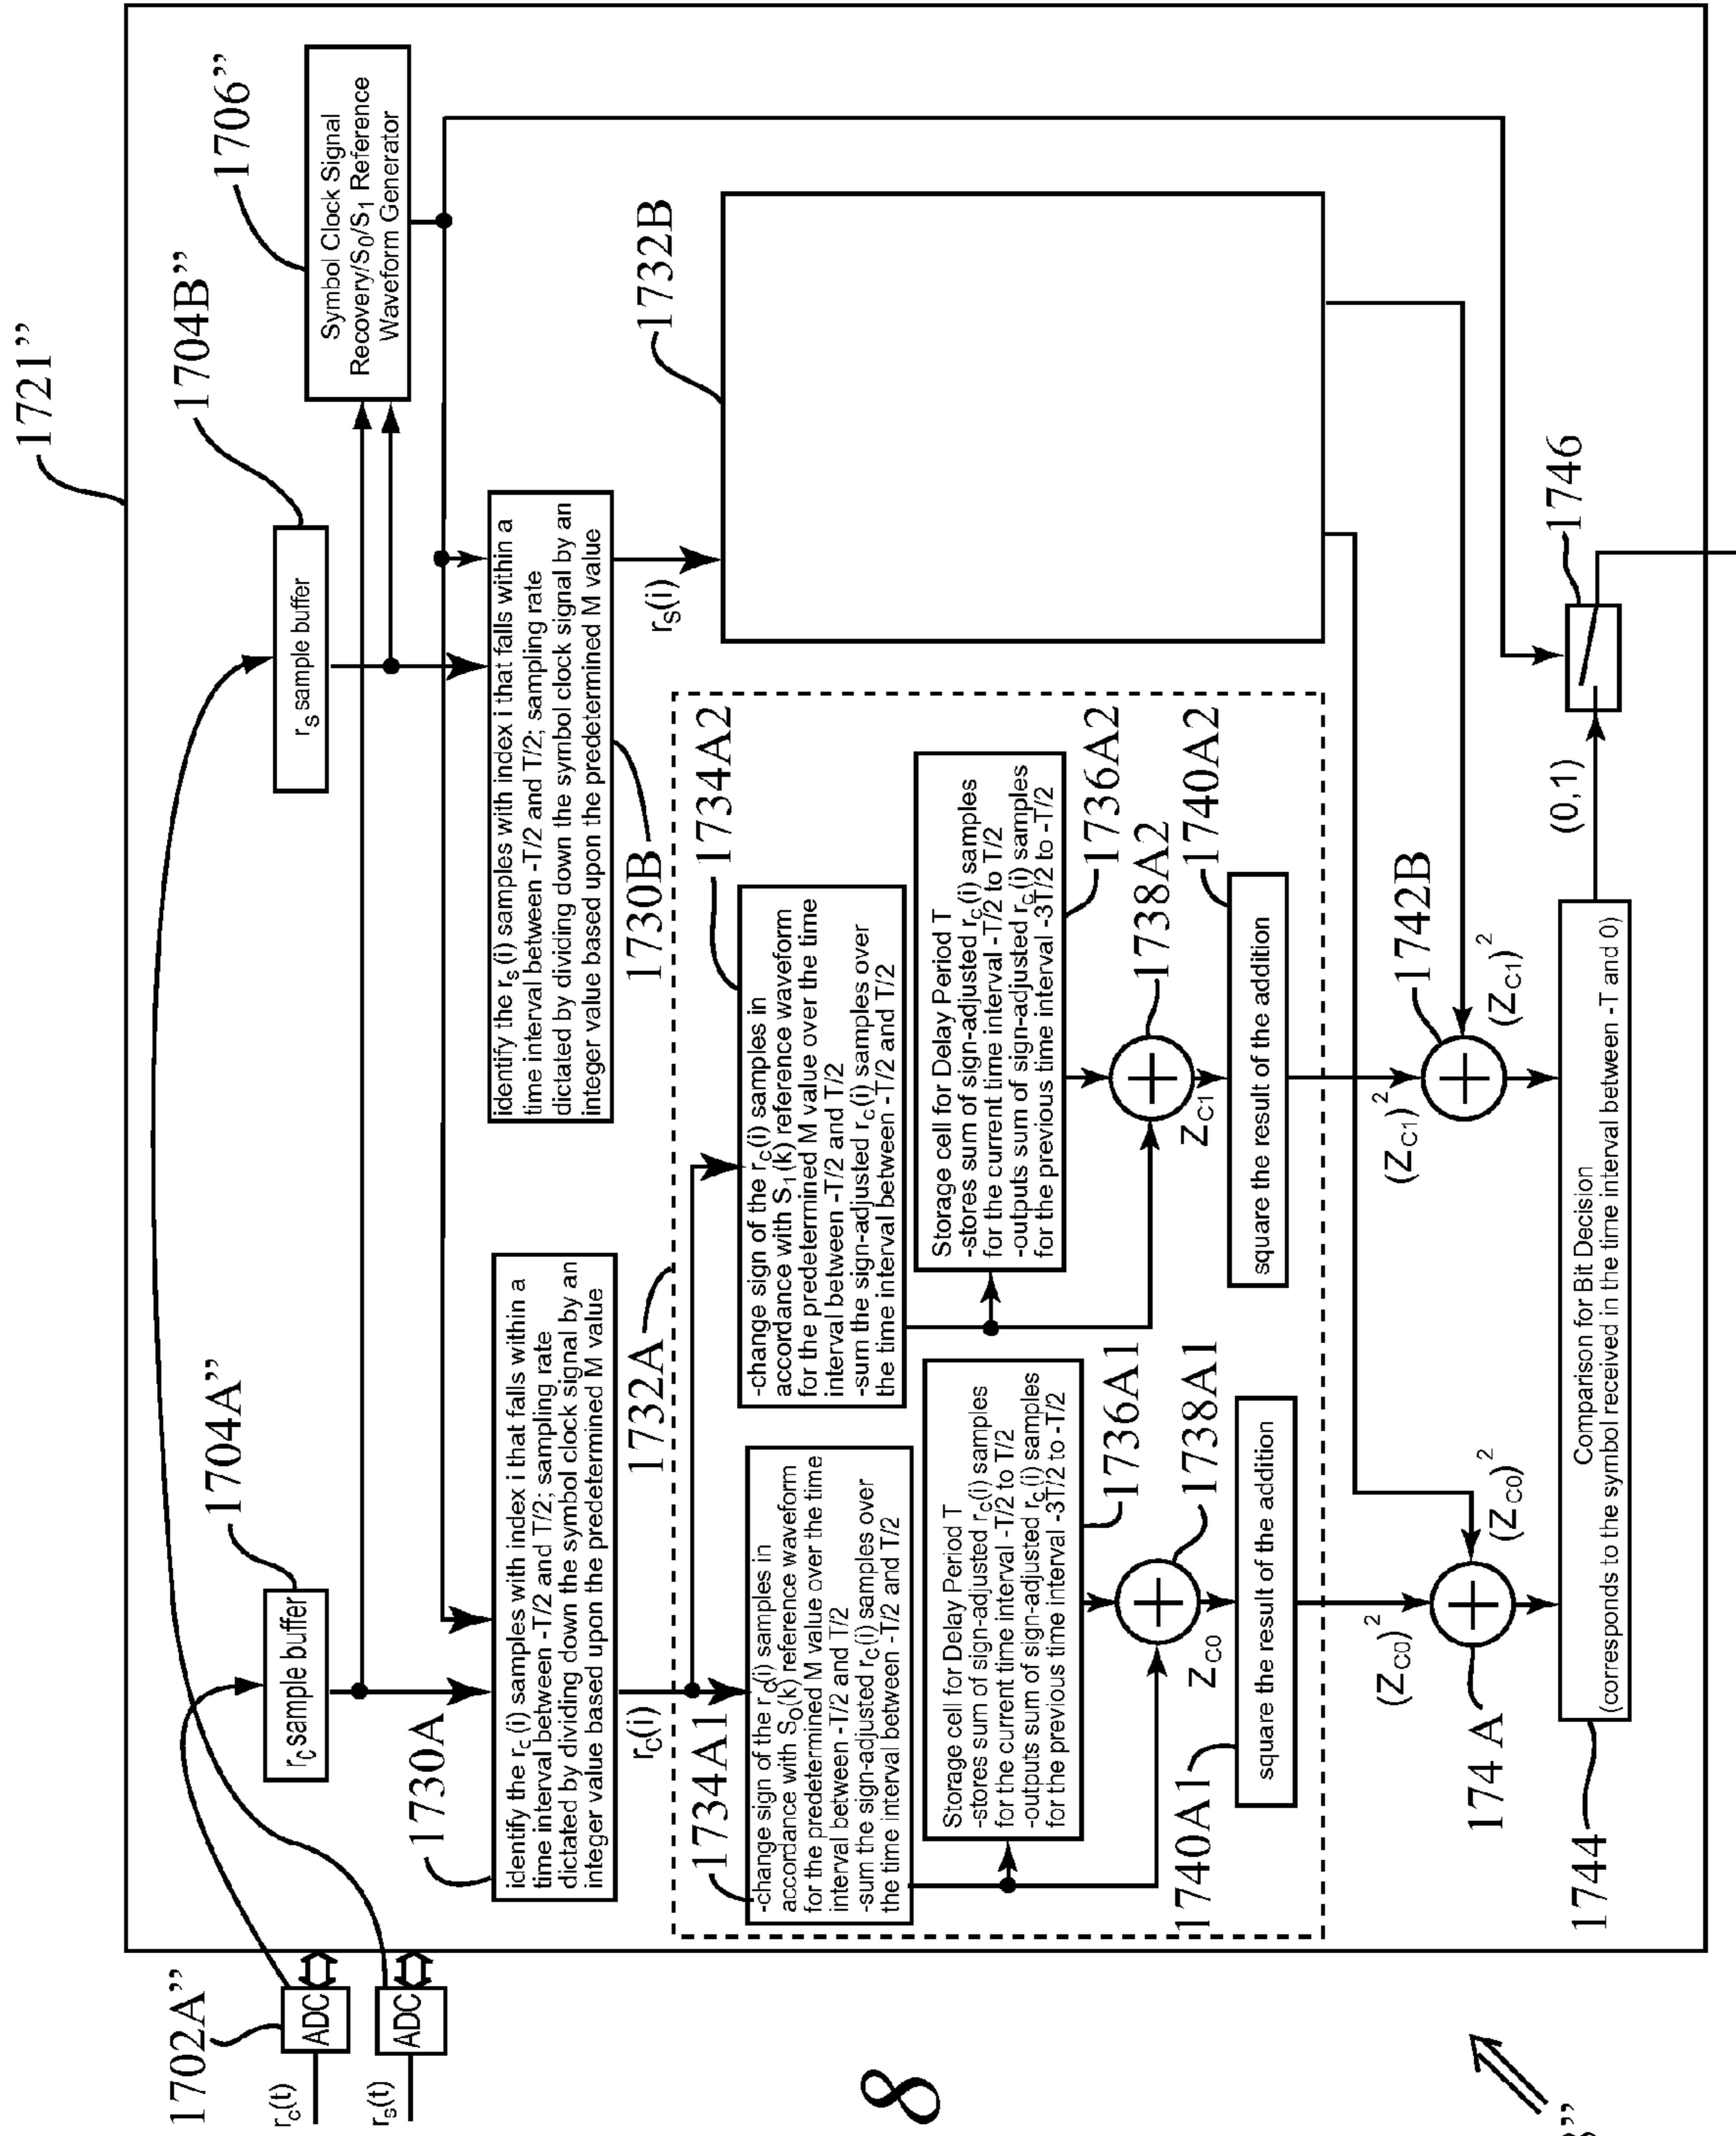 1721”
1702A”
rc(t)
ADC
rs(t)
ADC
1704A”
rc sample buffer
1704B”
rs sample buffer
1706”
Symbol Clock Signal
Recovery/S0/S1 Reference
Waveform Generator
1730A
identify the rc(i) samples with index i that falls within a
time interval between -T/2 and T/2; sampling rate
dictated by dividing down the symbol clock signal by an
integer value based upon the predetermined M value
rc(i)
1730B
identify the rs(i) samples with index i that falls within a
time interval between -T/2 and T/2; sampling rate
dictated by dividing down the symbol clock signal by an
integer value based upon the predetermined M value
rs(i)
1732A
1732B
1734A1
-change sign of the rc(i) samples in
accordance with S0(k) reference waveform
for the predetermined M value over the time
interval between -T/2 and T/2
-sum the sign-adjusted rc(i) samples over
the time interval between -T/2 and T/2
1734A2
-change sign of the rc(i) samples in
accordance with S1(k) reference waveform
for the predetermined M value over the time
interval between -T/2 and T/2
-sum the sign-adjusted rc(i) samples over
the time interval between -T/2 and T/2
Storage cell for Delay Period T
-stores sum of sign-adjusted rc(i) samples
for the current time interval -T/2 to T/2
-outputs sum of sign-adjusted rc(i) samples
for the previous time interval -3T/2 to -T/2
1736A1
Storage cell for Delay Period T
-stores sum of sign-adjusted rc(i) samples
for the current time interval -T/2 to T/2
-outputs sum of sign-adjusted rc(i) samples
for the previous time interval -3T/2 to -T/2
1736A2
+
1738A1
ZC0
+
1738A2
ZC1
1740A1
square the result of the addition
1740A2
square the result of the addition
(ZC0)2
174 A
+
(ZC0)2
(ZC1)2
1742B
+
(ZC1)2
1744
Comparison for Bit Decision
(corresponds to the symbol received in the time interval between -T and 0)
(0,1)
1746
8
”